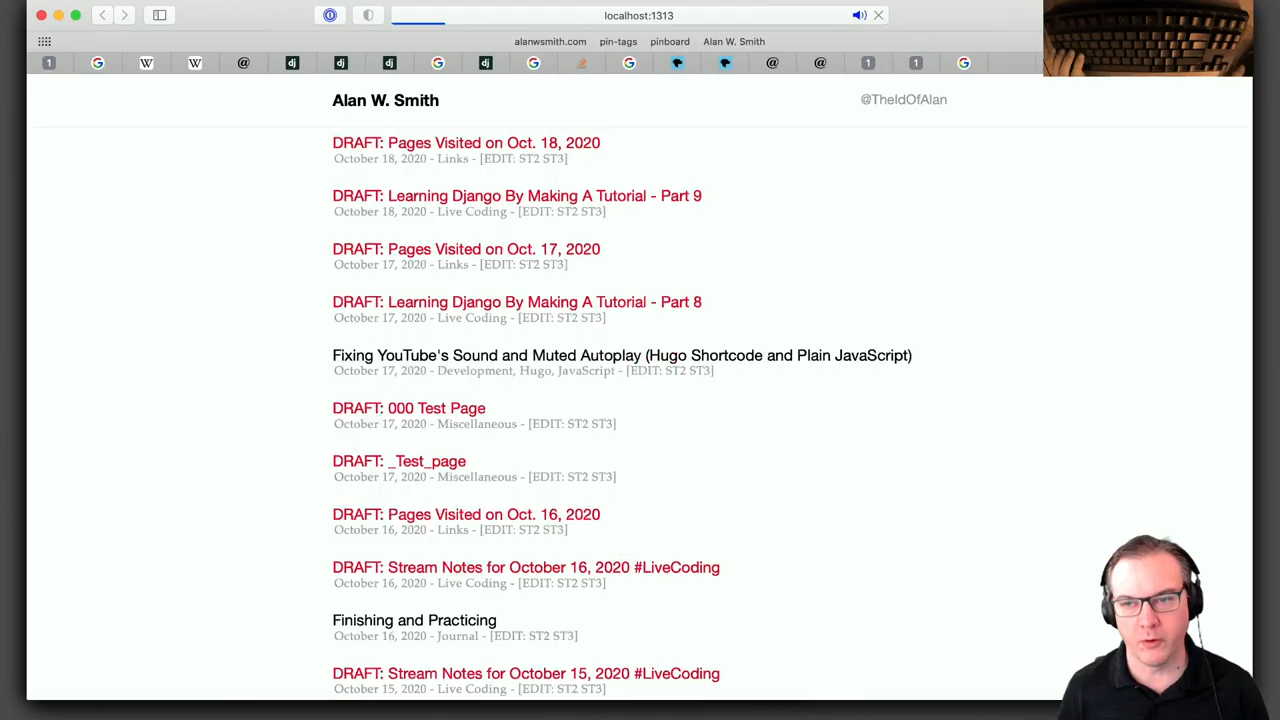 localhost:1313
alanwsmith.com pin-tags pinboard Alan W. Smith
1 G W W @ dj dj dj G dj G G @ @ 1 1 G
Alan W. Smith
@TheIdOfAlan
DRAFT: Pages Visited on Oct. 18, 2020
October 18, 2020 - Links - [EDIT: ST2 ST3]
DRAFT: Learning Django By Making A Tutorial - Part 9
October 18, 2020 - Live Coding - [EDIT: ST2 ST3]
DRAFT: Pages Visited on Oct. 17, 2020
October 17, 2020 - Links - [EDIT: ST2 ST3]
DRAFT: Learning Django By Making A Tutorial - Part 8
October 17, 2020 - Live Coding - [EDIT: ST2 ST3]
Fixing YouTube's Sound and Muted Autoplay (Hugo Shortcode and Plain JavaScript)
October 17, 2020 - Development, Hugo, JavaScript - [EDIT: ST2 ST3]
DRAFT: 000 Test Page
October 17, 2020 - Miscellaneous - [EDIT: ST2 ST3]
DRAFT: _Test_page
October 17, 2020 - Miscellaneous - [EDIT: ST2 ST3]
DRAFT: Pages Visited on Oct. 16, 2020
October 16, 2020 - Links - [EDIT: ST2 ST3]
DRAFT: Stream Notes for October 16, 2020 #LiveCoding
October 16, 2020 - Live Coding - [EDIT: ST2 ST3]
Finishing and Practicing
October 16, 2020 - Journal - [EDIT: ST2 ST3]
DRAFT: Stream Notes for October 15, 2020 #LiveCoding
October 15, 2020 - Live Coding - [EDIT: ST2 ST3]